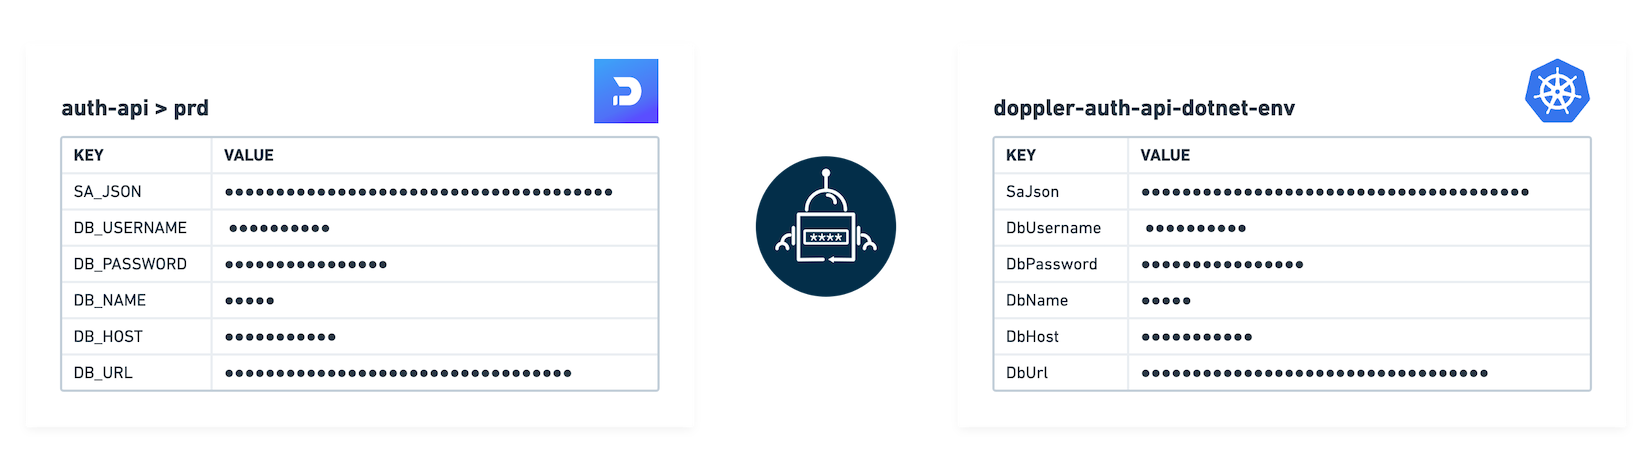 auth-api > prd
KEY VALUE
SA_JSON ●●●●●●●●●●●●●●●●●●●●●●●●●●●●●●●●●●●●●●
DB_USERNAME ●●●●●●●●●●
DB_PASSWORD ●●●●●●●●●●●●●●●●
DB_NAME ●●●●●
DB_HOST ●●●●●●●●●●●
DB_URL ●●●●●●●●●●●●●●●●●●●●●●●●●●●●●●●●●●
****
doppler-auth-api-dotnet-env
KEY VALUE
SaJson ●●●●●●●●●●●●●●●●●●●●●●●●●●●●●●●●●●●●●●
DbUsername ●●●●●●●●●●
DbPassword ●●●●●●●●●●●●●●●●
DbName ●●●●●
DbHost ●●●●●●●●●●●
DbUrl ●●●●●●●●●●●●●●●●●●●●●●●●●●●●●●●●●●